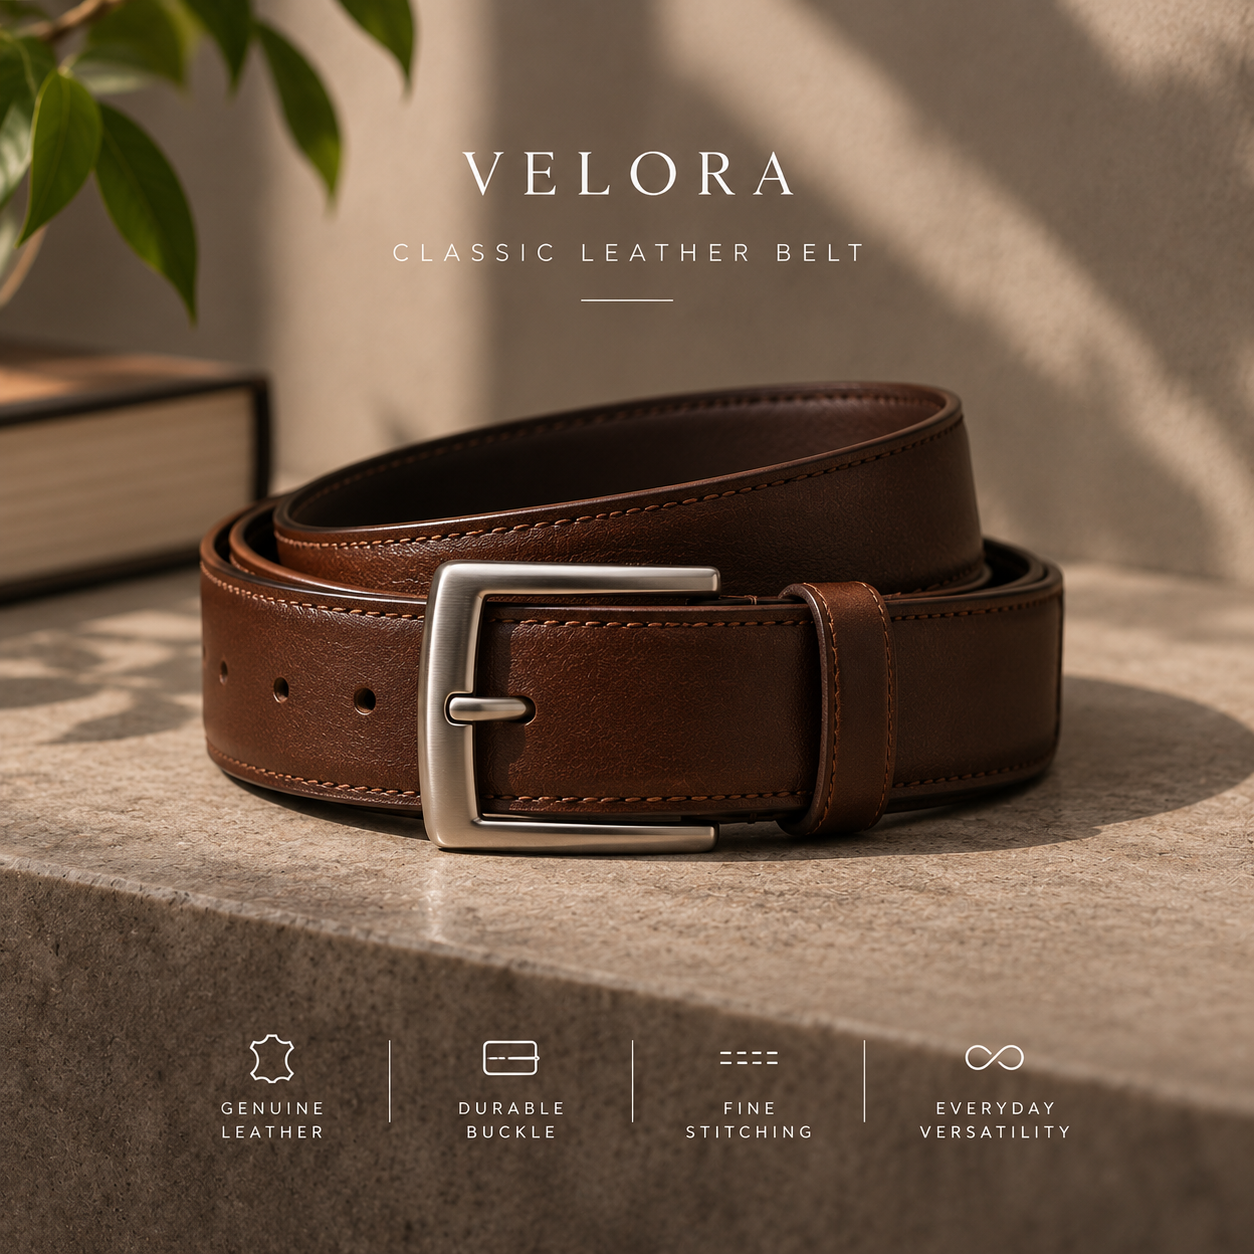 VELORA
CLASSIC LEATHER BELT
GENUINE
LEATHER
DURABLE
BUCKLE
FINE
STITCHING
EVERYDAY
VERSATILITY